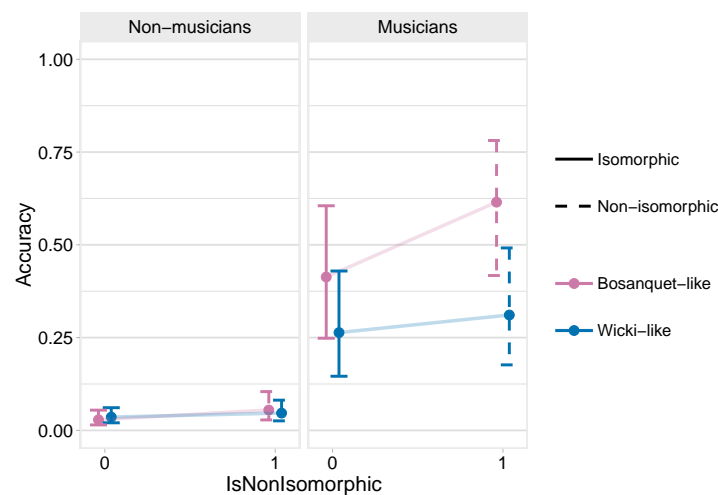 Non−musicians
Musicians
1.00
0.75
0.50
0.25
0.00
Accuracy
0
1
0
1
IsNonIsomorphic
Isomorphic
Non−isomorphic
Bosanquet−like
Wicki−like